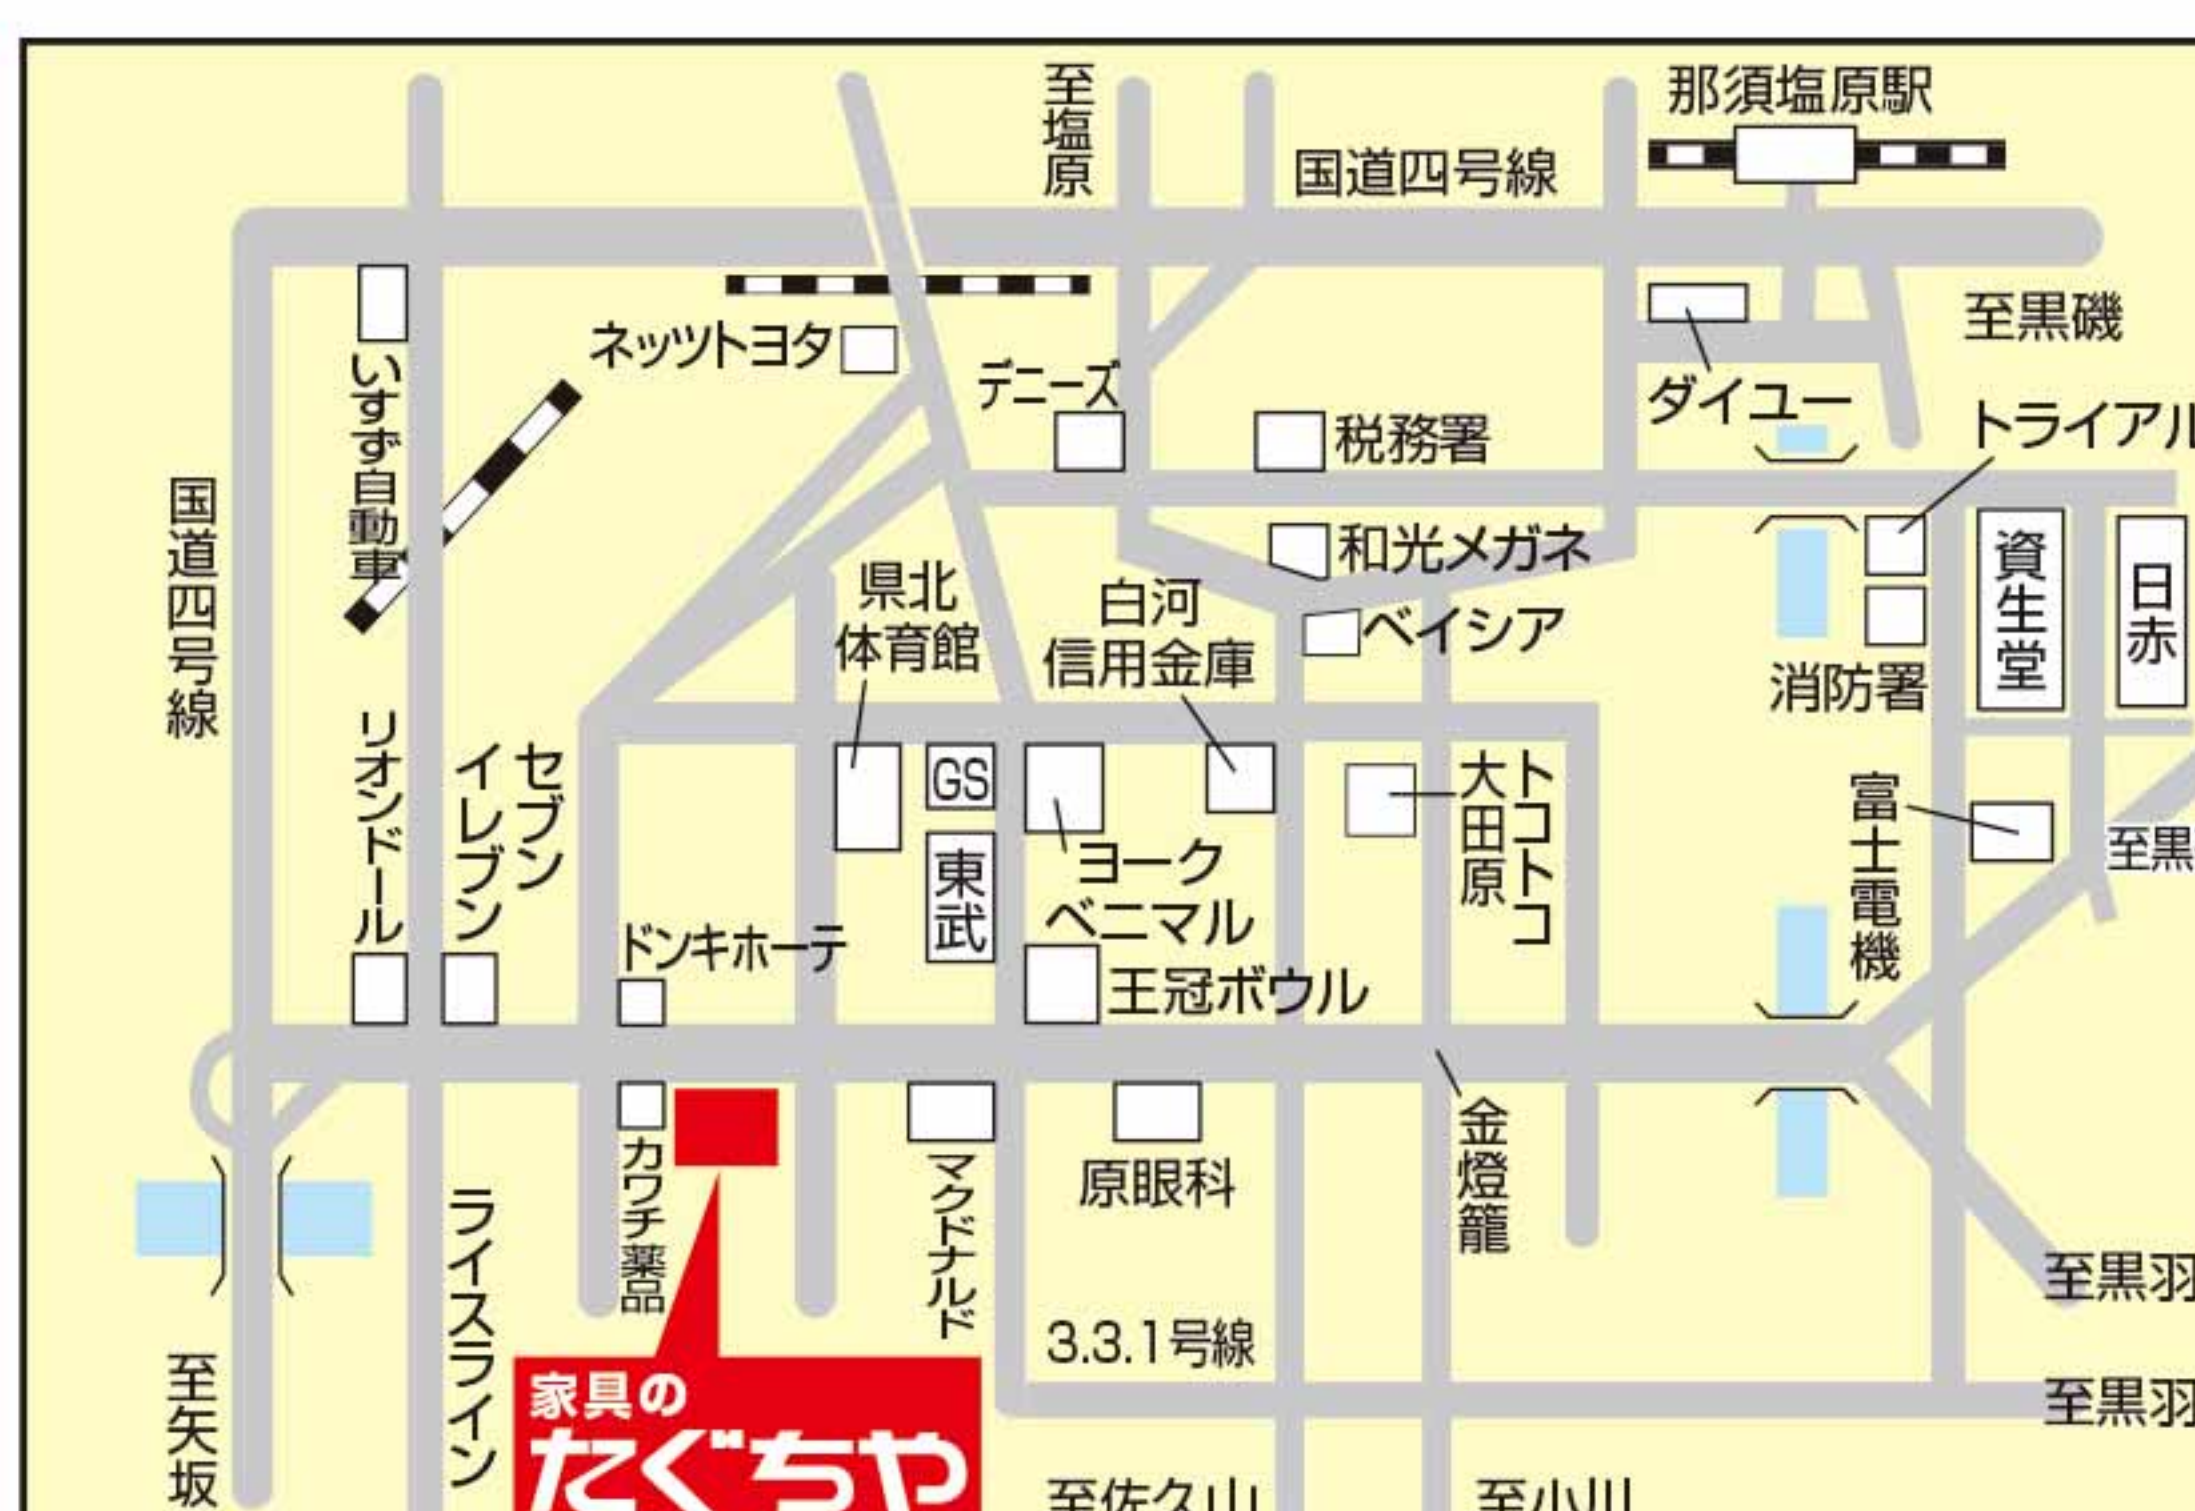 至塩原
那須塩原駅
国道四号線
至黒磯
ネッツトヨタ
デニーズ
いすず自動車
税務署
ダイユー
トライアル
国道四号線
和光メガネ
県北
体育館
白河
信用金庫
ベイシア
資生堂
日赤
消防署
リオンドール
セブン
イレブン
GS
東武
ヨーク
ベニマル
トコトコ
大田原
富士電機
至黒
ドンキホーテ
王冠ボウル
カワチ薬品
マクドナルド
原眼科
金燈籠
ライスライン
3.3.1号線
至黒羽
至黒羽
至矢坂
家具の
たぐちや
至佐久山
至小川